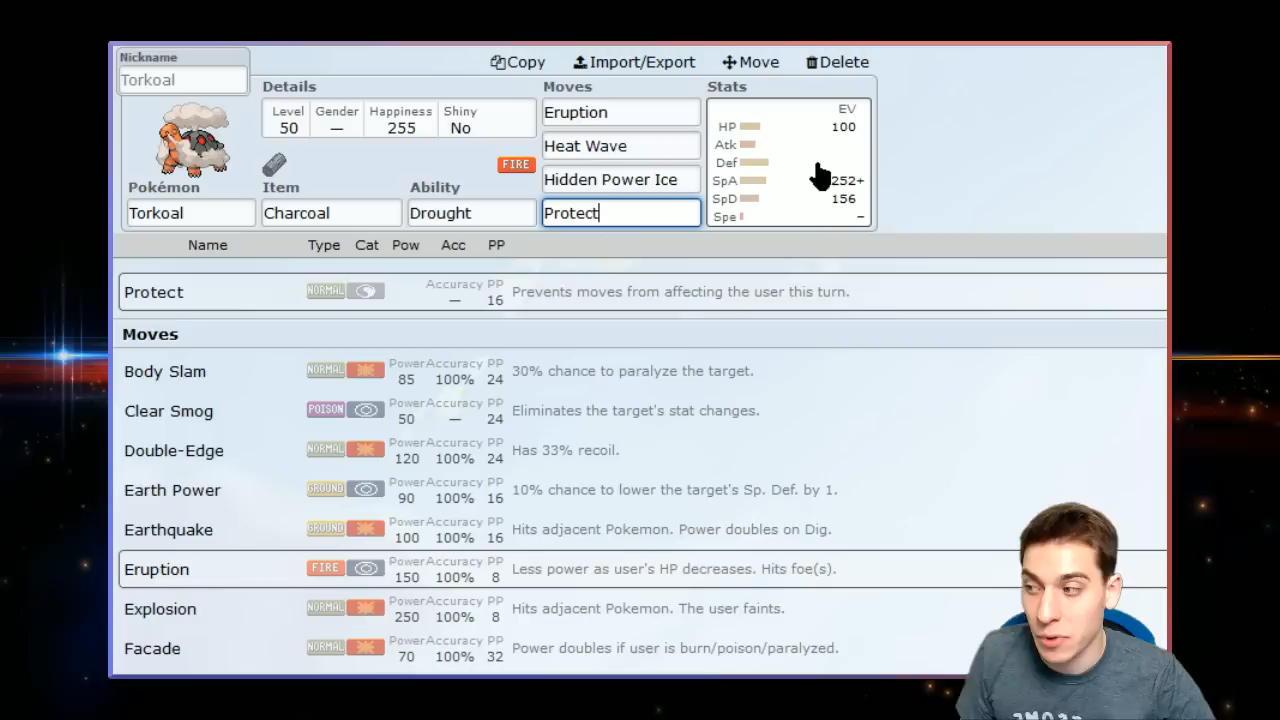 Nickname
Torkoal
Copy Import/Export Move Delete
Details Moves Stats
Level Gender Happiness Shiny
50 — 255 No
Eruption
Heat Wave
Hidden Power Ice
Protect
EV
HP 100
Atk
Def
SpA 252+
SpD 156
Spe –
FIRE
Pokémon Item Ability
Torkoal Charcoal Drought
Name Type Cat Pow Acc PP
Protect NORMAL Accuracy — PP 16 Prevents moves from affecting the user this turn.
Moves
Body Slam NORMAL Power 85 Accuracy 100% PP 24 30% chance to paralyze the target.
Clear Smog POISON Power 50 Accuracy — PP 24 Eliminates the target's stat changes.
Double-Edge NORMAL Power 120 Accuracy 100% PP 24 Has 33% recoil.
Earth Power GROUND Power 90 Accuracy 100% PP 16 10% chance to lower the target's Sp. Def. by 1.
Earthquake GROUND Power 100 Accuracy 100% PP 16 Hits adjacent Pokemon. Power doubles on Dig.
Eruption FIRE Power 150 Accuracy 100% PP 8 Less power as user's HP decreases. Hits foe(s).
Explosion NORMAL Power 250 Accuracy 100% PP 8 Hits adjacent Pokemon. The user faints.
Facade NORMAL Power 70 Accuracy 100% PP 32 Power doubles if user is burn/poison/paralyzed.